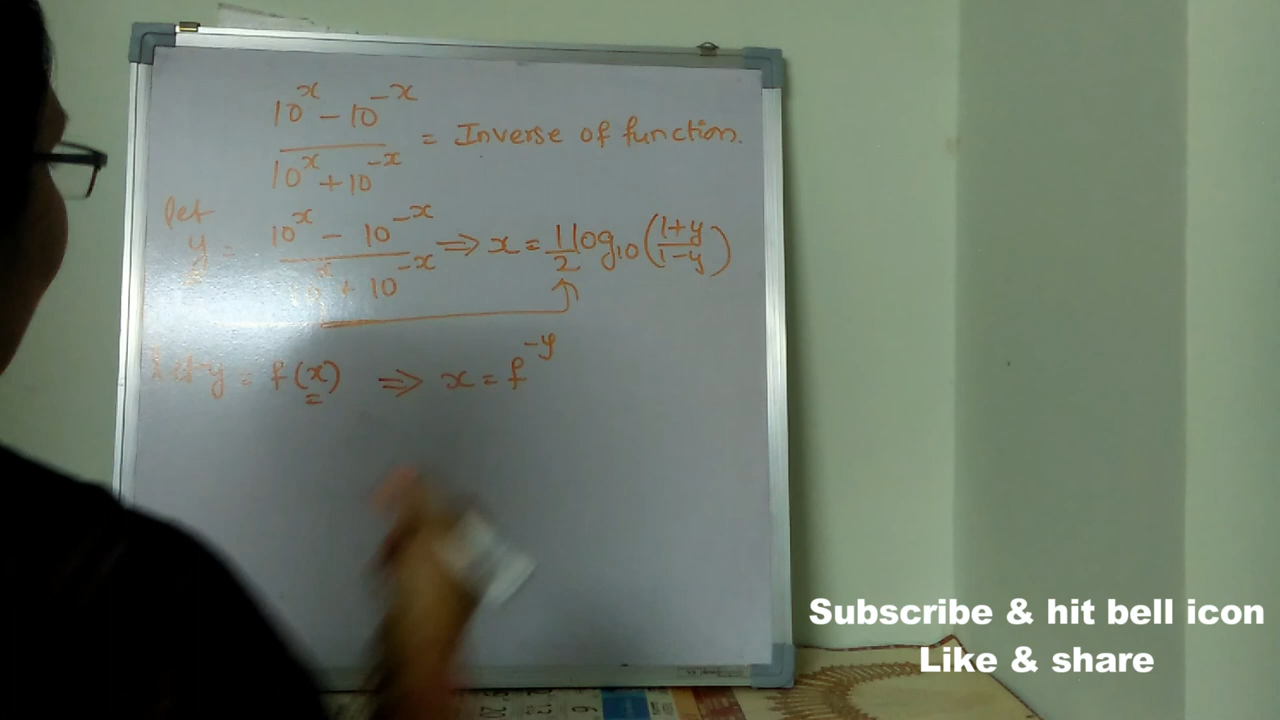 10^x - 10^-x
/ 10^x + 10^-x = Inverse of function.
let
y = 10^x - 10^-x / 10^x + 10^-x ⇒ x = 1/2 log10 (1+y / 1-y)
let y = f(x) ⇒ x = f^-y
Subscribe & hit bell icon
Like & share